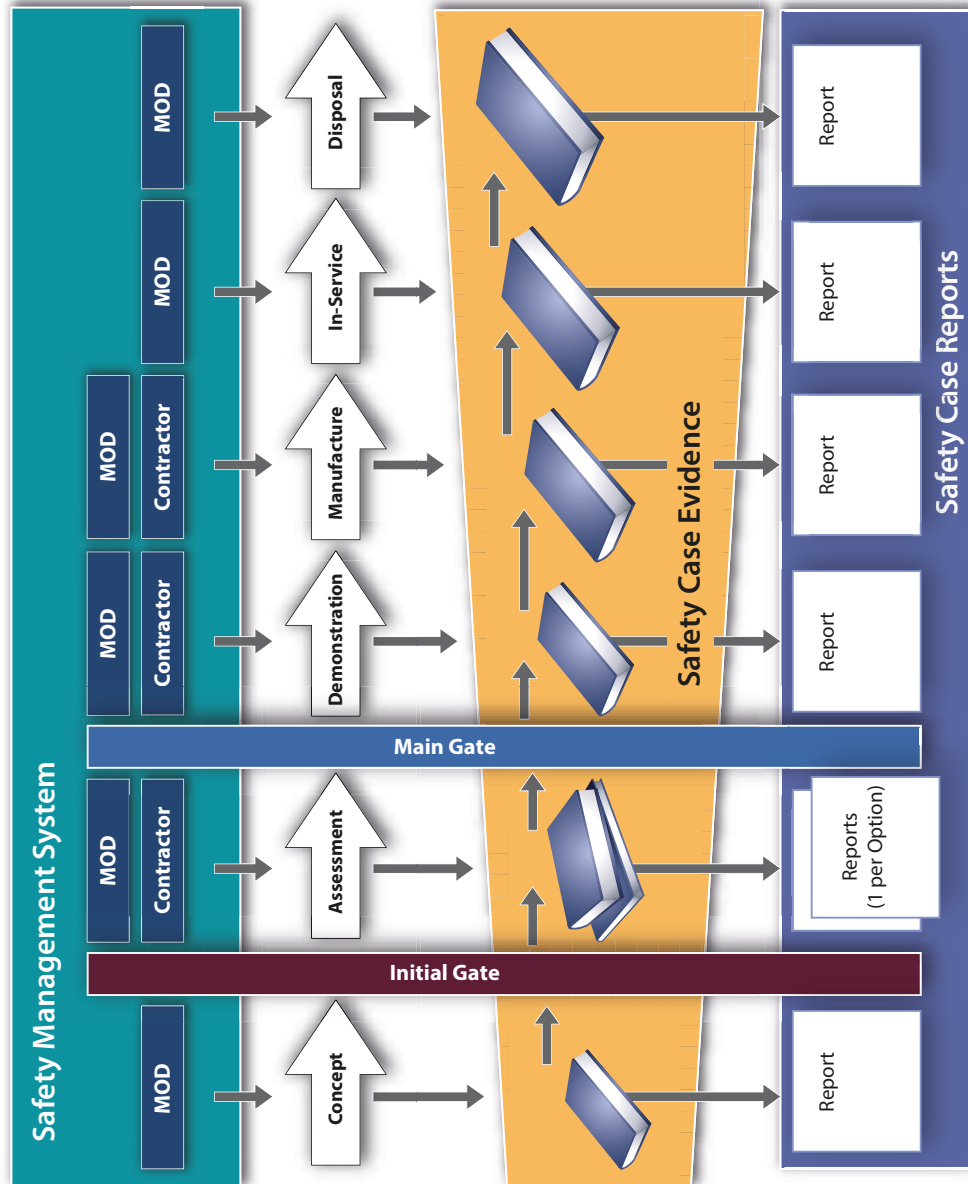 Safety Management System
MOD
MOD
Contractor
MOD
Contractor
MOD
Contractor
MOD
MOD
Concept
Assessment
Demonstration
Manufacture
In-Service
Disposal
Initial Gate
Main Gate
Safety Case Evidence
Report
Reports
(1 per Option)
Report
Report
Report
Report
Safety Case Reports